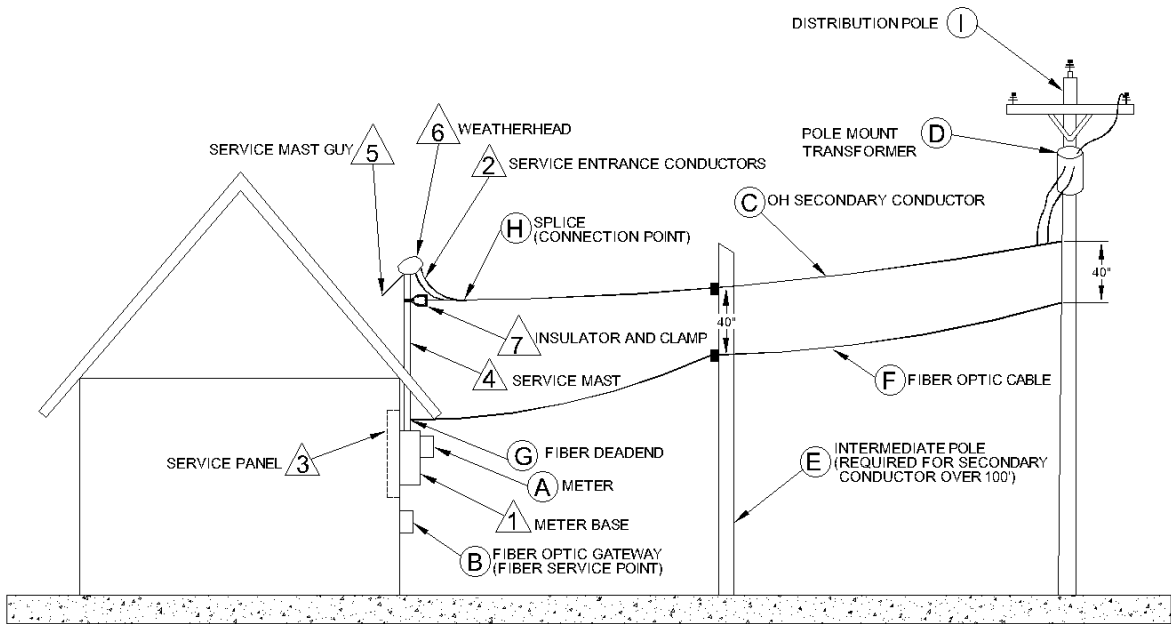 DISTRIBUTION POLE I
6 WEATHERHEAD
POLE MOUNT
TRANSFORMER D
SERVICE MAST GUY 5
2 SERVICE ENTRANCE CONDUCTORS
C OH SECONDARY CONDUCTOR
H SPLICE
(CONNECTION POINT)
40"
40"
7 INSULATOR AND CLAMP
4 SERVICE MAST
F FIBER OPTIC CABLE
G FIBER DEADEND
E INTERMEDIATE POLE
(REQUIRED FOR SECONDARY
CONDUCTOR OVER 100')
SERVICE PANEL 3
A METER
1 METER BASE
B FIBER OPTIC GATEWAY
(FIBER SERVICE POINT)